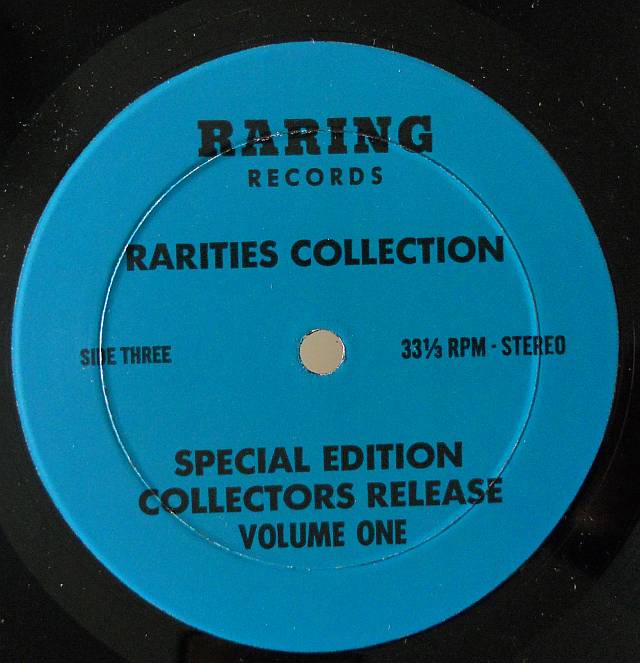 RARING
RECORDS
RARITIES COLLECTION
SIDE THREE
33⅓ RPM · STEREO
SPECIAL EDITION
COLLECTORS RELEASE
VOLUME ONE